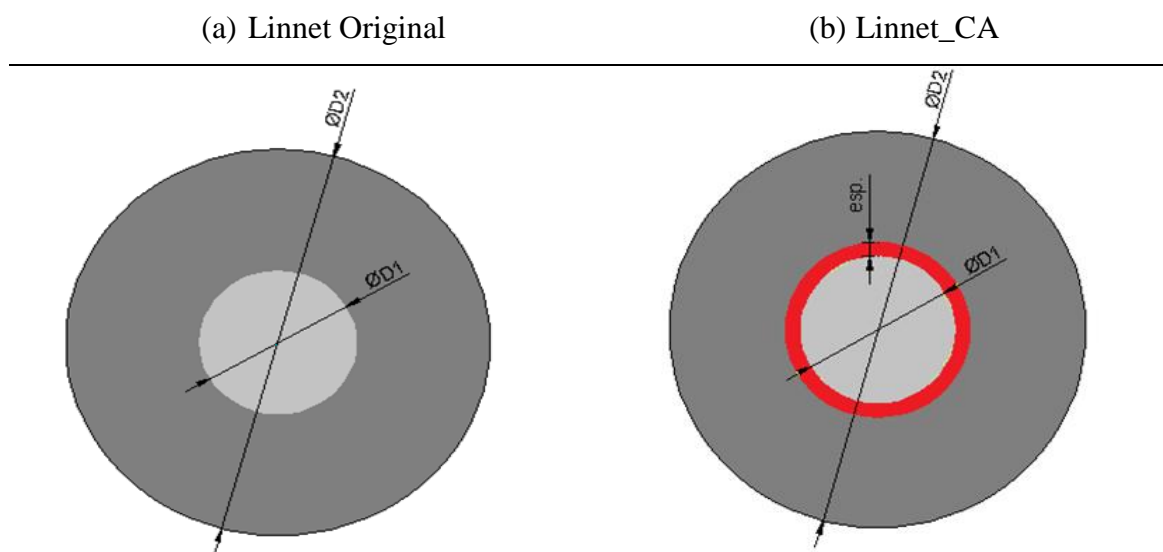 (a) Linnet Original
(b) Linnet_CA
ØD2
ØD1
ØD2
esp.
ØD1